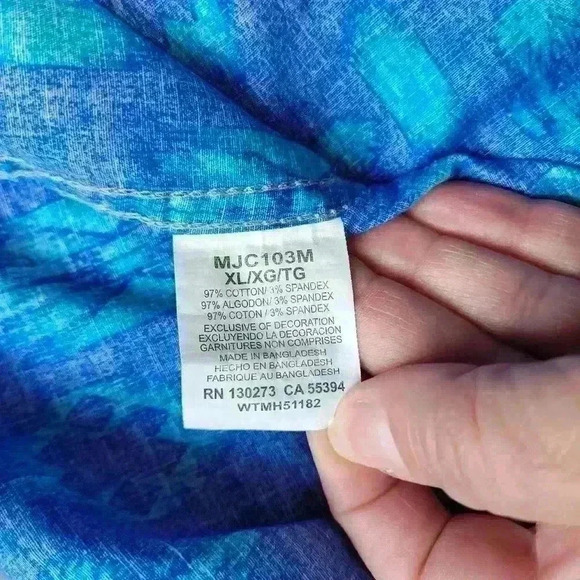 MJC103M
XL/XG/TG
97% COTTON/3% SPANDEX
97% ALGODON/3% SPANDEX
97% COTON/3% SPANDEX
EXCLUSIVE OF DECORATION
EXCLUYENDO LA DECORACION
GARNITURES NON COMPRISES
MADE IN BANGLADESH
HECHO EN BANGLADESH
FABRIQUE AU BANGLADESH
RN 130273 CA 55394
WTMH51182